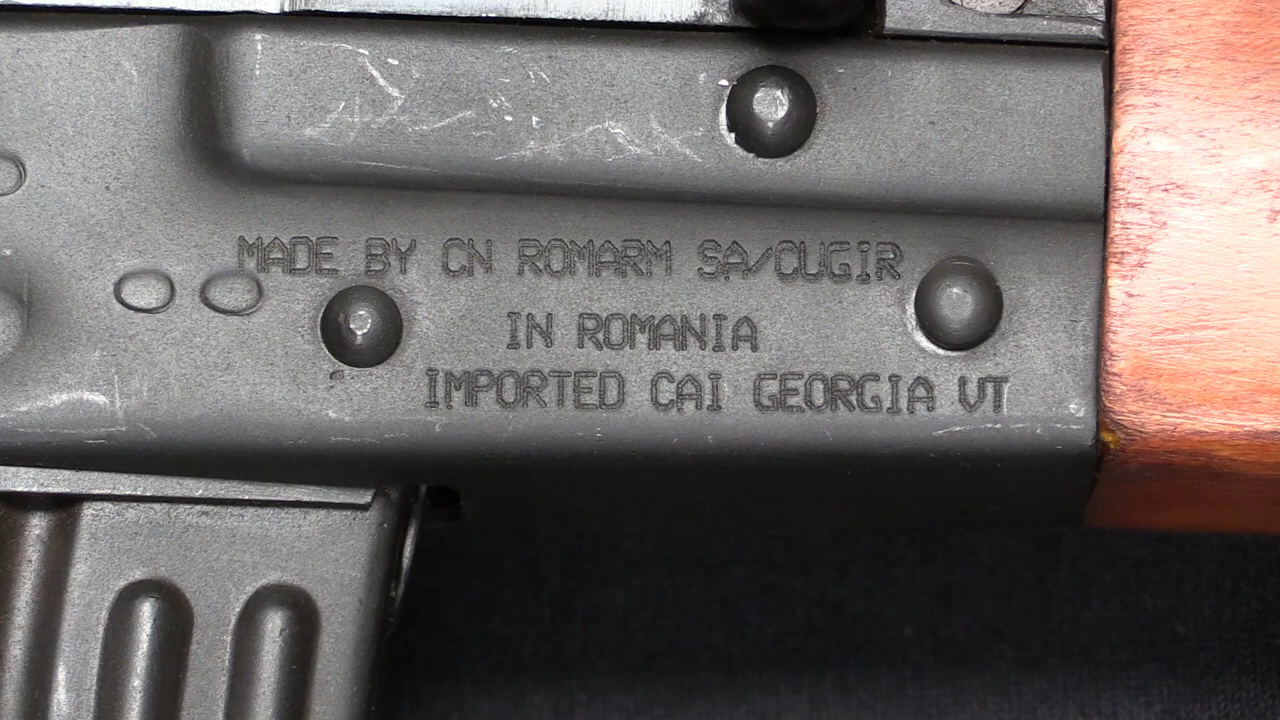 MADE BY CN ROMARM SA/CUGIR
IN ROMANIA
IMPORTED CAI GEORGIA VT